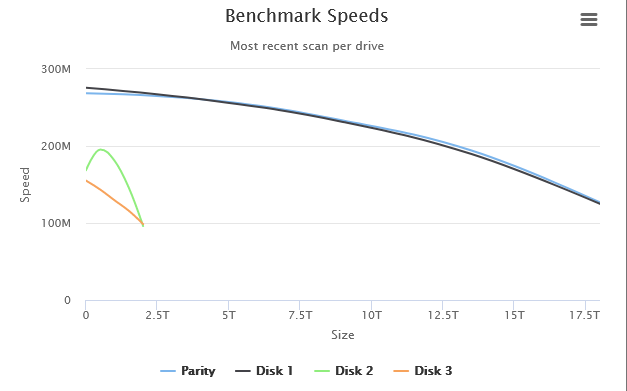 Benchmark Speeds
Most recent scan per drive
300M
200M
100M
0
Speed
0 2.5T 5T 7.5T 10T 12.5T 15T 17.5T
Size
Parity Disk 1 Disk 2 Disk 3